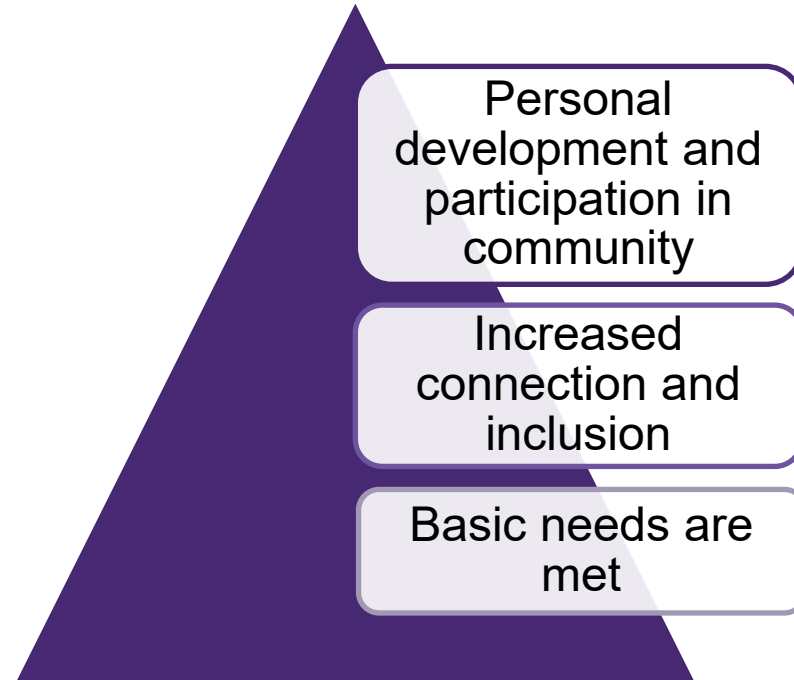 Personal
development and
participation in
community
Increased
connection and
inclusion
Basic needs are
met